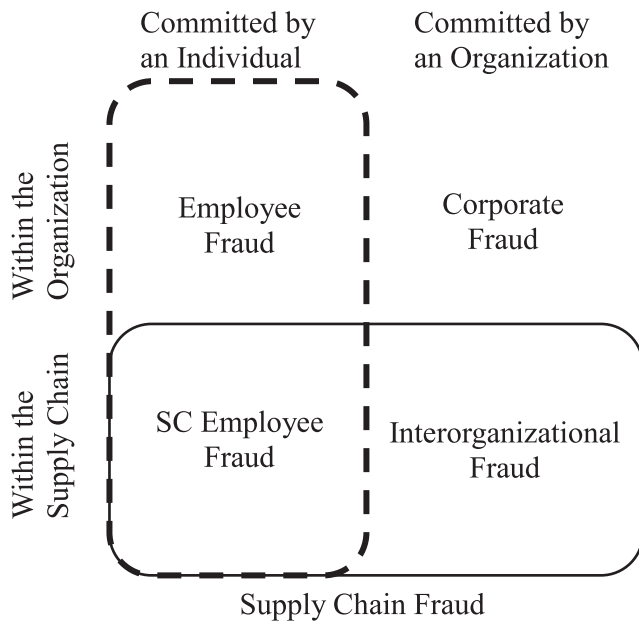 Committed by
an Individual
Committed by
an Organization
Within the
Organization
Employee
Fraud
Corporate
Fraud
Within the
Supply Chain
SC Employee
Fraud
Interorganizational
Fraud
Supply Chain Fraud